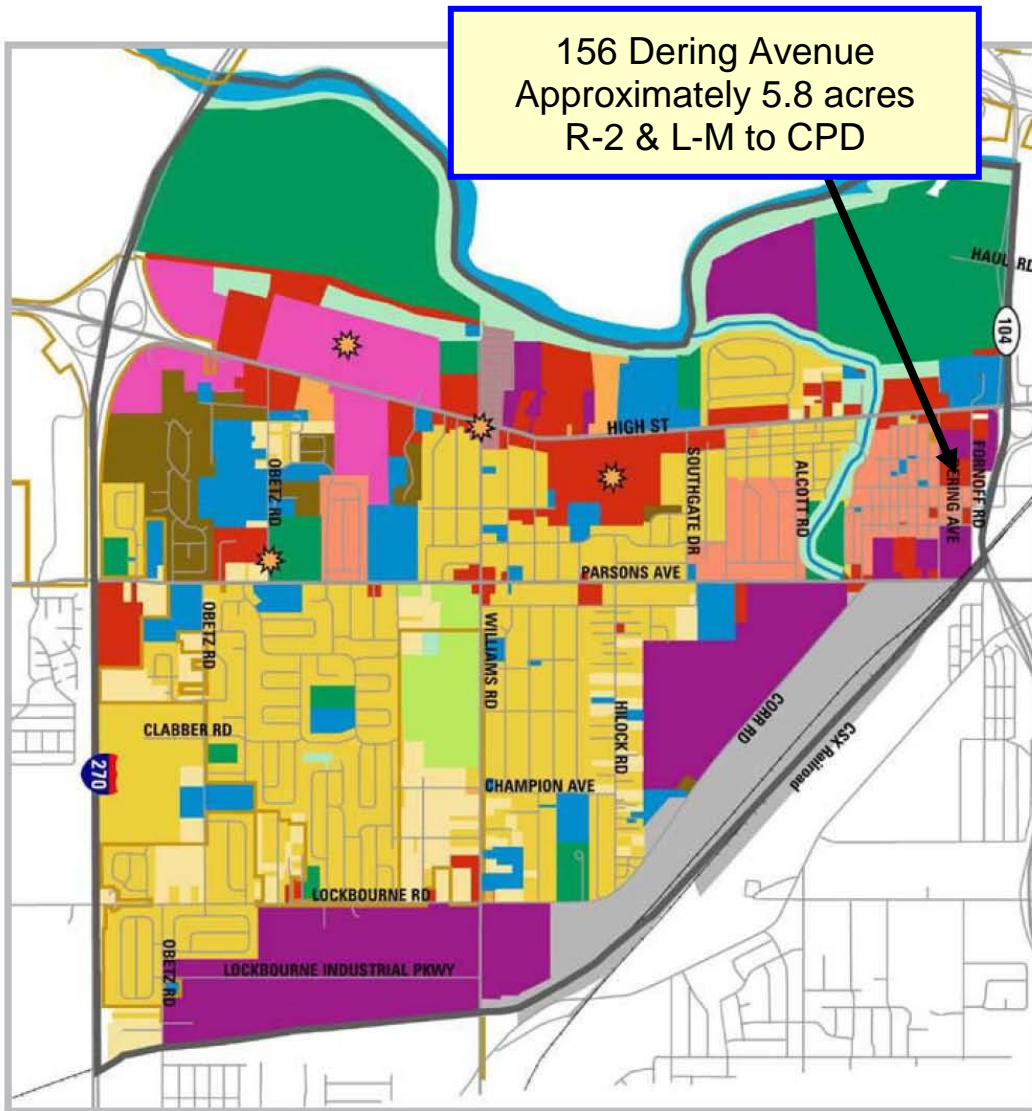 156 Dering Avenue
Approximately 5.8 acres
R-2 & L-M to CPD
HAUL RD
104
HIGH ST
OBETZ RD
SOUTHGATE DR
ALCOTT RD
ERING AVE
FORNOFF RD
PARSONS AVE
OBETZ RD
WILLIAMS RD
HILOCK RD
CORR RD
CSX Railroad
CLABBER RD
270
CHAMPION AVE
LOCKBOURNE RD
OBETZ RD
LOCKBOURNE INDUSTRIAL PKWY